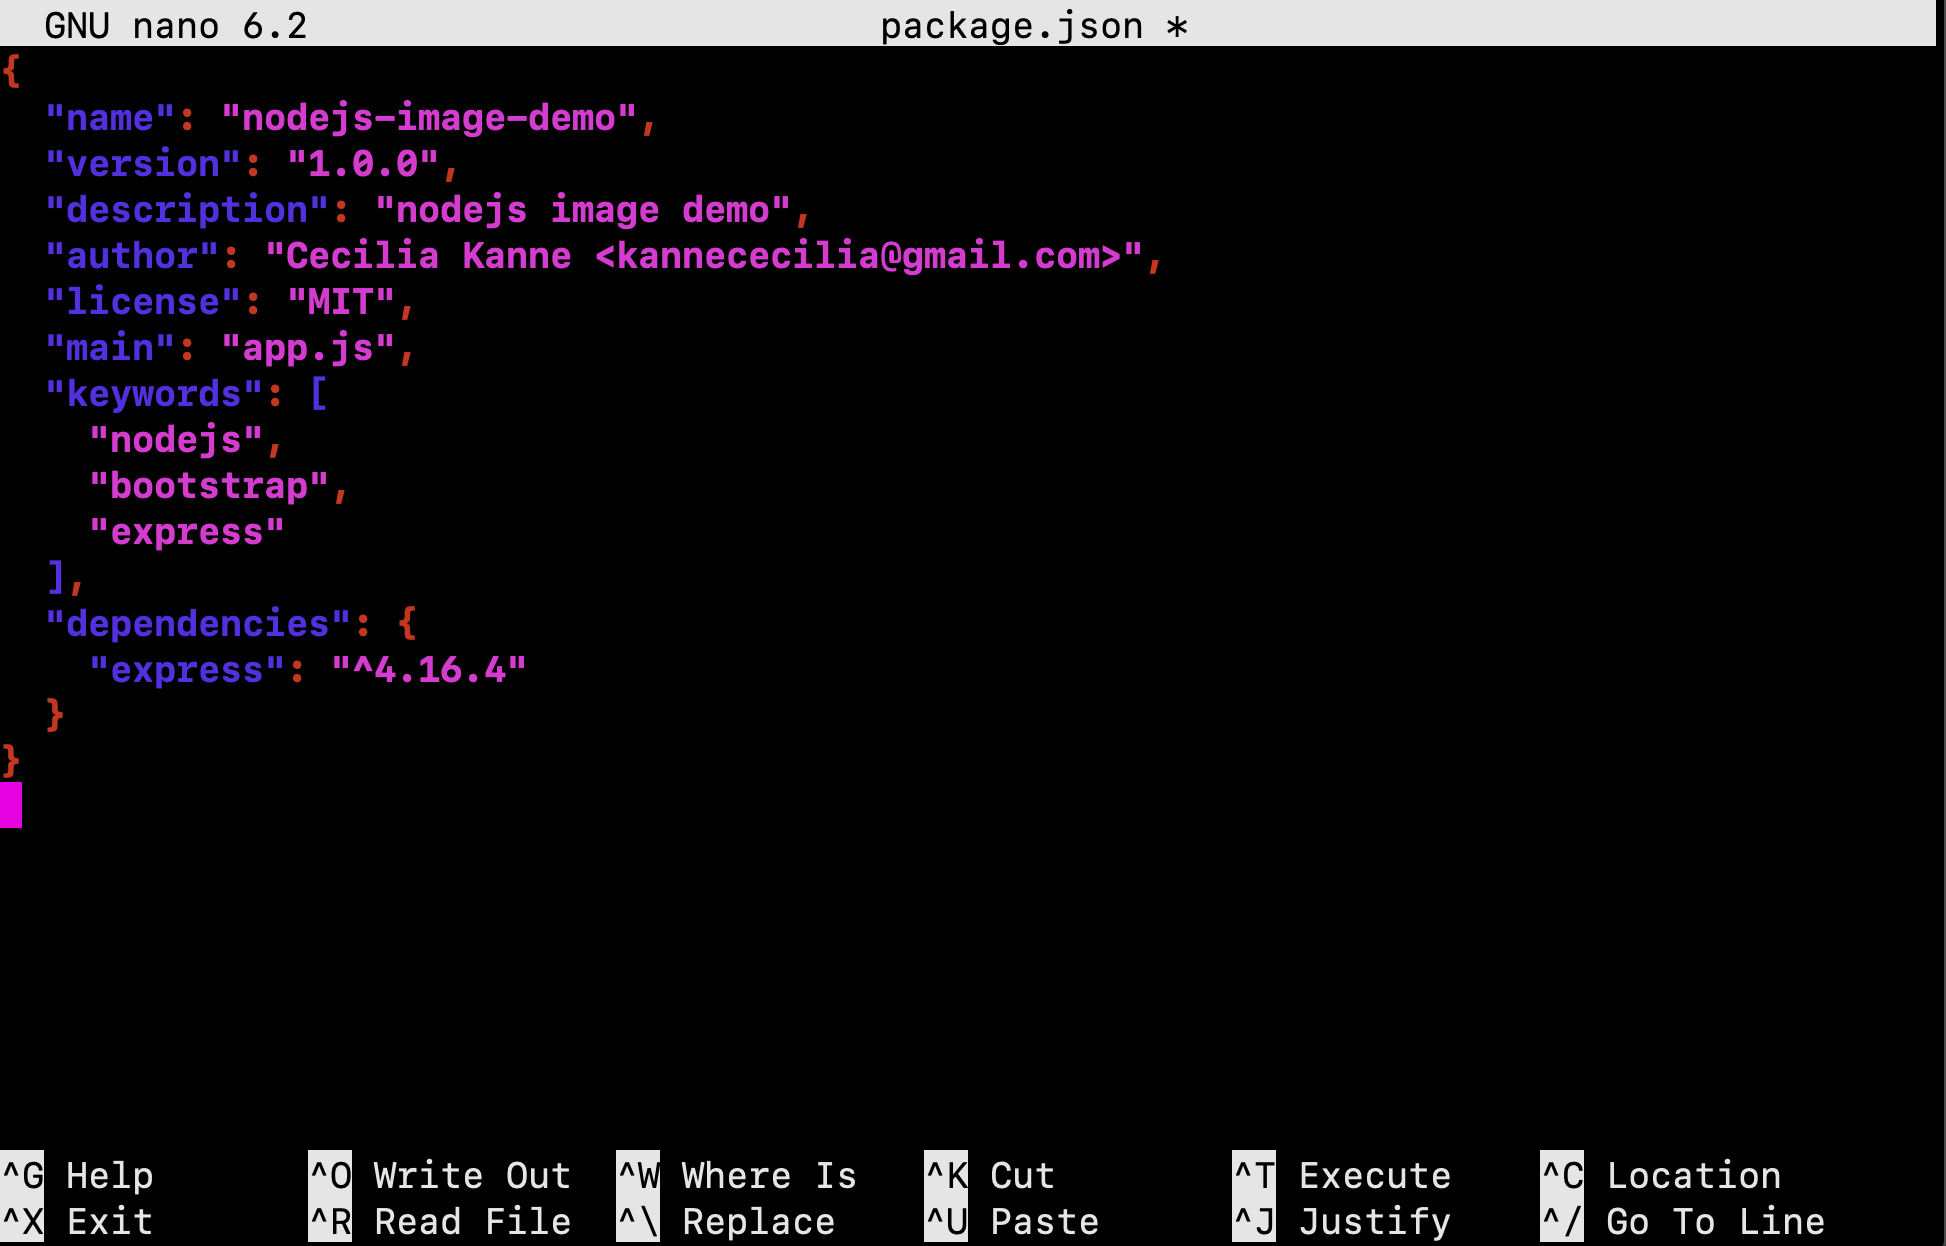 GNU nano 6.2 package.json *
{
  "name": "nodejs-image-demo",
  "version": "1.0.0",
  "description": "nodejs image demo",
  "author": "Cecilia Kanne <kannececilia@gmail.com>",
  "license": "MIT",
  "main": "app.js",
  "keywords": [
    "nodejs",
    "bootstrap",
    "express"
  ],
  "dependencies": {
    "express": "^4.16.4"
  }
}
^G Help ^O Write Out ^W Where Is ^K Cut ^T Execute ^C Location
^X Exit ^R Read File ^\ Replace ^U Paste ^J Justify ^/ Go To Line